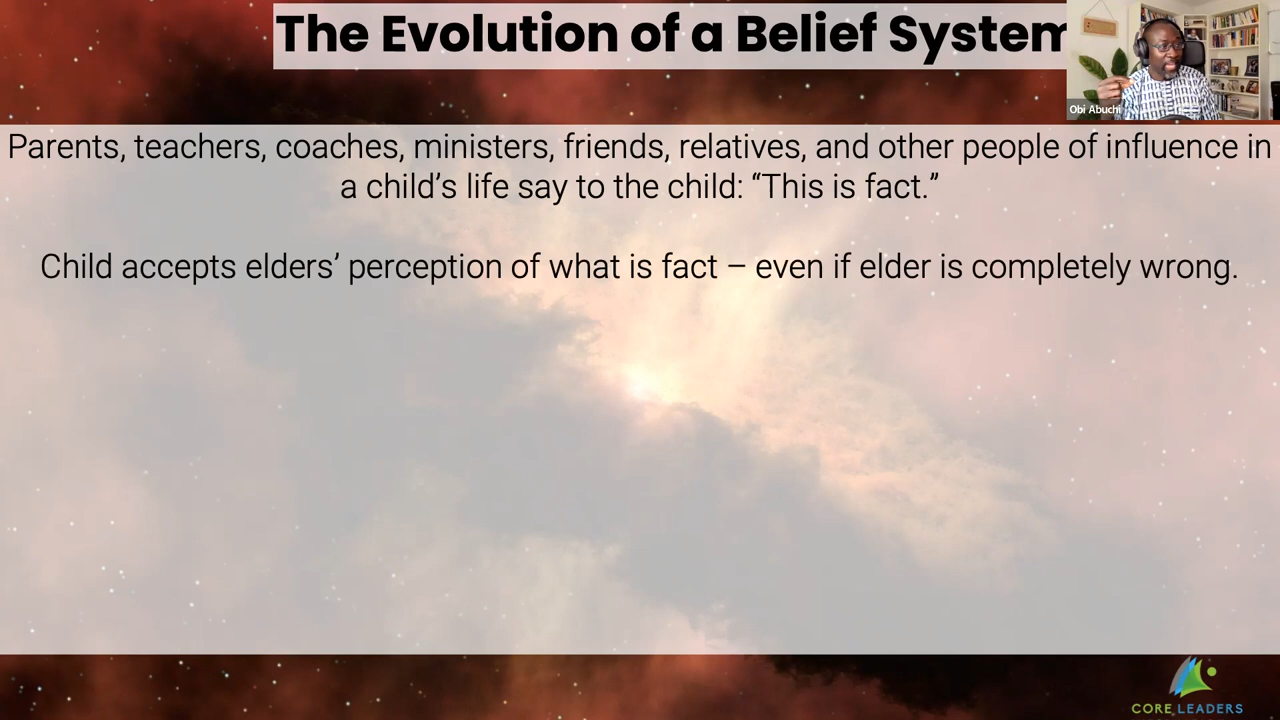 The Evolution of a Belief System
Obi Abuchi
Parents, teachers, coaches, ministers, friends, relatives, and other people of influence in
a child’s life say to the child: “This is fact.”
Child accepts elders’ perception of what is fact – even if elder is completely wrong.
CORE LEADERS